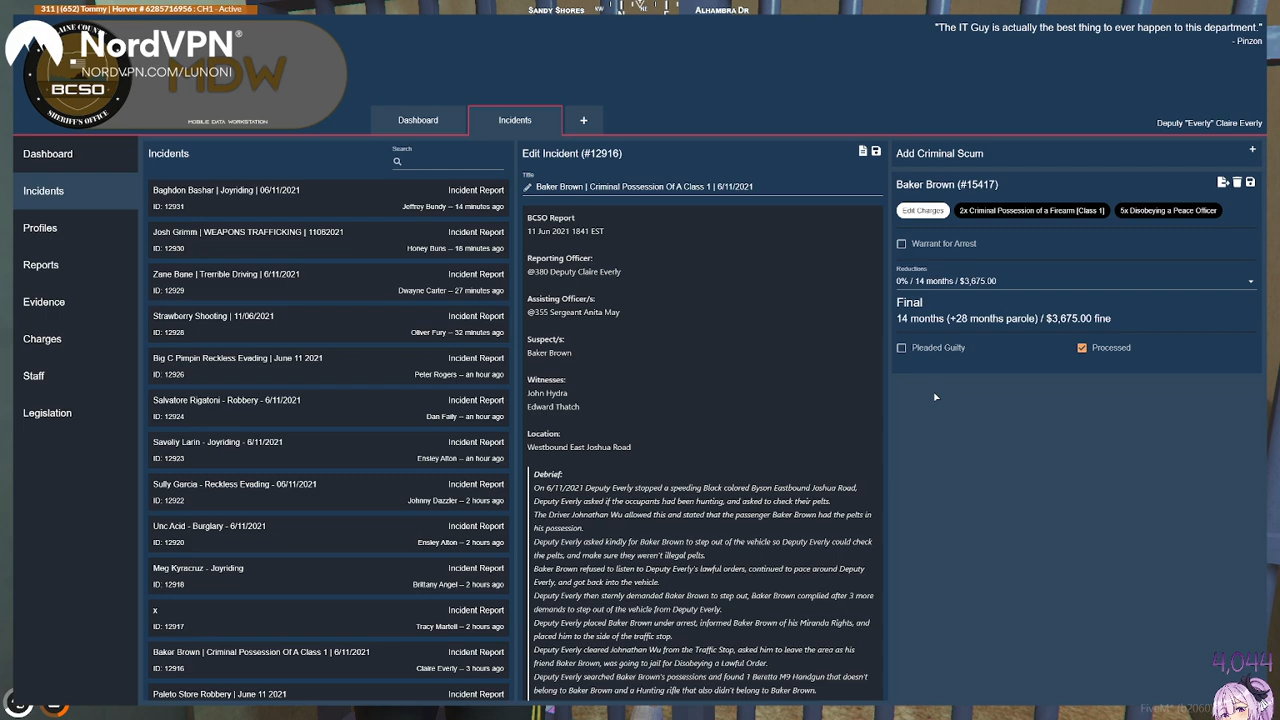 311 | (652) Tommy | Horver # 6285716956 : CH1 - Active
Sandy Shores
Alhambra Dr
NordVPN®
NORDVPN.COM/LUNONI
BCSO
SHERIFF'S OFFICE
MDW
MOBILE DATA WORKSTATION
"The IT Guy is actually the best thing to ever happen to this department."
- Pinzon
Dashboard
Incidents
+
Deputy "Everly" Claire Everly
Dashboard
Incidents
Profiles
Reports
Evidence
Charges
Staff
Legislation
Incidents
Search
Baghdon Bashar | Joyriding | 06/11/2021 Incident Report
ID: 12931 Jeffrey Bundy -- 14 minutes ago
Josh Grimm | WEAPONS TRAFFICKING | 11062021 Incident Report
ID: 12930 Honey Buns -- 18 minutes ago
Zane Bane | Trerrible Driving | 6/11/2021 Incident Report
ID: 12929 Dwayne Carter -- 27 minutes ago
Strawberry Shooting | 11/06/2021 Incident Report
ID: 12928 Oliver Fury -- 32 minutes ago
Big C Pimpin Reckless Evading | June 11 2021 Incident Report
ID: 12926 Peter Rogers -- an hour ago
Salvatore Rigatoni - Robbery - 6/11/2021 Incident Report
ID: 12924 Dan Faily -- an hour ago
Saveliy Larin - Joyriding - 6/11/2021 Incident Report
ID: 12923 Ensley Alton -- an hour ago
Sully Garcia - Reckless Evading - 06/11/2021 Incident Report
ID: 12922 Johnny Dazzler -- 2 hours ago
Unc Acid - Burglary - 6/11/2021 Incident Report
ID: 12920 Ensley Alton -- 2 hours ago
Meg Kyracruz - Joyriding Incident Report
ID: 12918 Brittany Angel -- 2 hours ago
x Incident Report
ID: 12917 Tracy Martell -- 2 hours ago
Baker Brown | Criminal Possession Of A Class 1 | 6/11/2021 Incident Report
ID: 12916 Claire Everly -- 3 hours ago
Paleto Store Robbery | June 11 2021 Incident Report
Edit Incident (#12916)
Title
Baker Brown | Criminal Possession Of A Class 1 | 6/11/2021
BCSO Report
11 Jun 2021 1841 EST
Reporting Officer:
@380 Deputy Claire Everly
Assisting Officer/s:
@355 Sergeant Anita May
Suspect/s:
Baker Brown
Witnesses:
John Hydra
Edward Thatch
Location:
Westbound East Joshua Road
Debrief:
On 6/11/2021 Deputy Everly stopped a speeding Black colored Byson Eastbound Joshua Road,
Deputy Everly asked if the occupants had been hunting, and asked to check their pelts.
The Driver Johnathan Wu allowed this and stated that the passenger Baker Brown had the pelts in
his possession.
Deputy Everly asked kindly for Baker Brown to step out of the vehicle so Deputy Everly could check
the pelts, and make sure they weren't illegal pelts.
Baker Brown refused to listen to Deputy Everly's lawful orders, continued to pace around Deputy
Everly, and got back into the vehicle.
Deputy Everly then sternly demanded Baker Brown to step out, Baker Brown complied after 3 more
demands to step out of the vehicle from Deputy Everly.
Deputy Everly placed Baker Brown under arrest, informed Baker Brown of his Miranda Rights, and
placed him to the side of the traffic stop.
Deputy Everly cleared Johnathan Wu from the Traffic Stop, asked him to leave the area as his
friend Baker Brown, was going to jail for Disobeying a Lawful Order.
Deputy Everly searched Baker Brown's possessions and found 1 Beretta M9 Handgun that doesn't
belong to Baker Brown and a Hunting rifle that also didn't belong to Baker Brown.
Add Criminal Scum
+
Baker Brown (#15417)
Edit Charges 2x Criminal Possession of a Firearm [Class 1] 5x Disobeying a Peace Officer
Warrant for Arrest
Reductions
0% / 14 months / $3,675.00
Final
14 months (+28 months parole) / $3,675.00 fine
Pleaded Guilty Processed
4,044